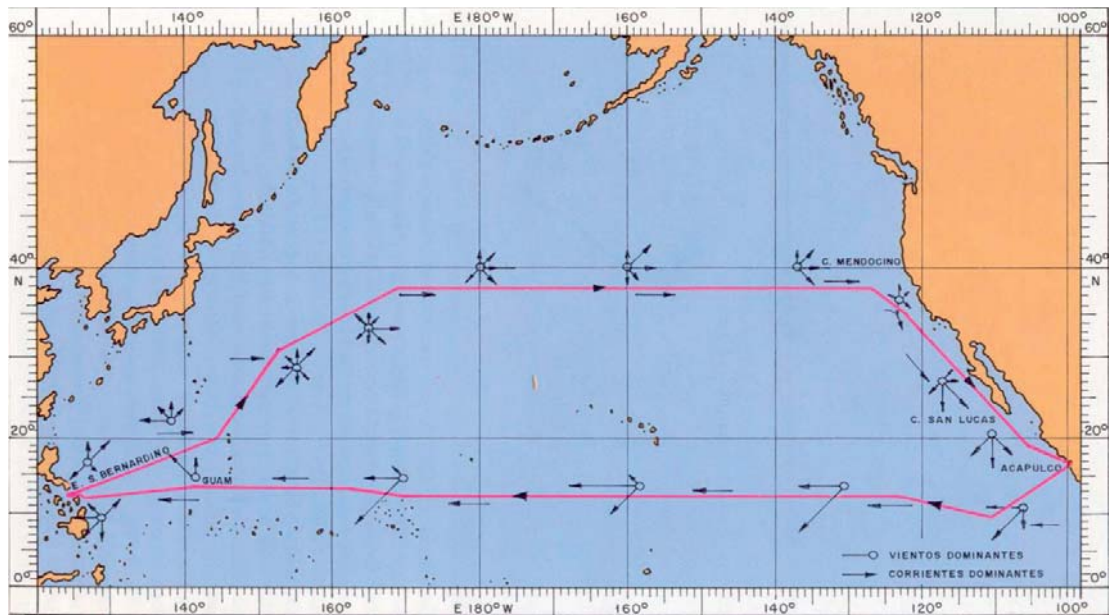 140° 160° E 180° W 160° 140° 120° 100°
60° 60°
40° C. MENDOCINO 40°
N N
C. SAN LUCAS
20° 20°
E. S. BERNARDINO
ACAPULCO
GUAM
VIENTOS DOMINANTES
CORRIENTES DOMINANTES
0° 0°
140° 160° E 180° W 160° 140° 120° 100°